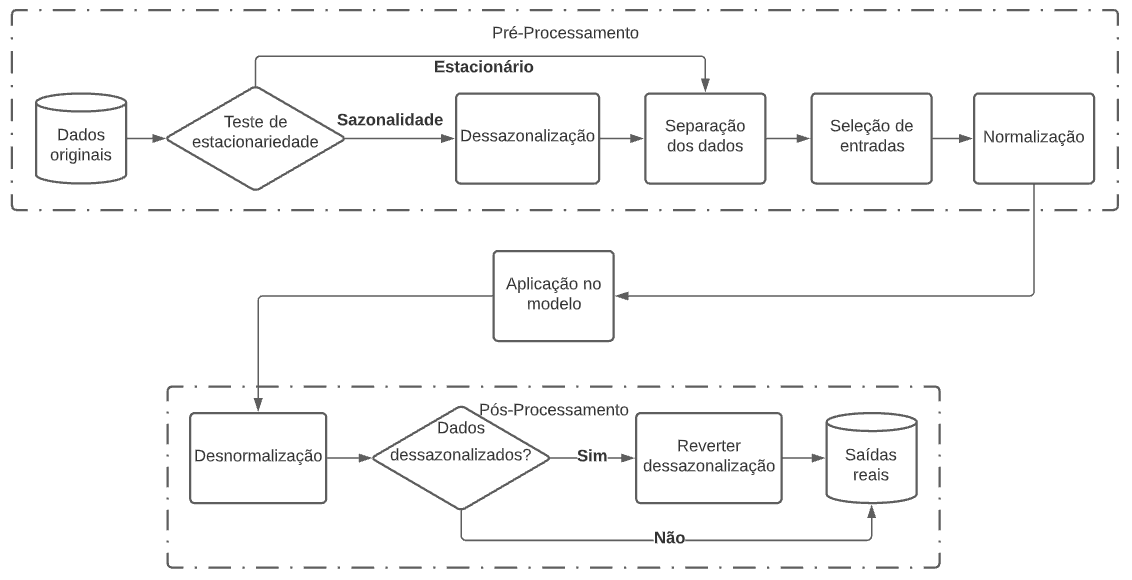 Pré-Processamento
Estacionário
Dados
originais
Teste de
estacionariedade
Sazonalidade
Dessazonalização
Separação
dos dados
Seleção de
entradas
Normalização
Aplicação no
modelo
Pós-Processamento
Desnormalização
Dados
dessazonalizados?
Sim
Reverter
dessazonalização
Saídas
reais
Não